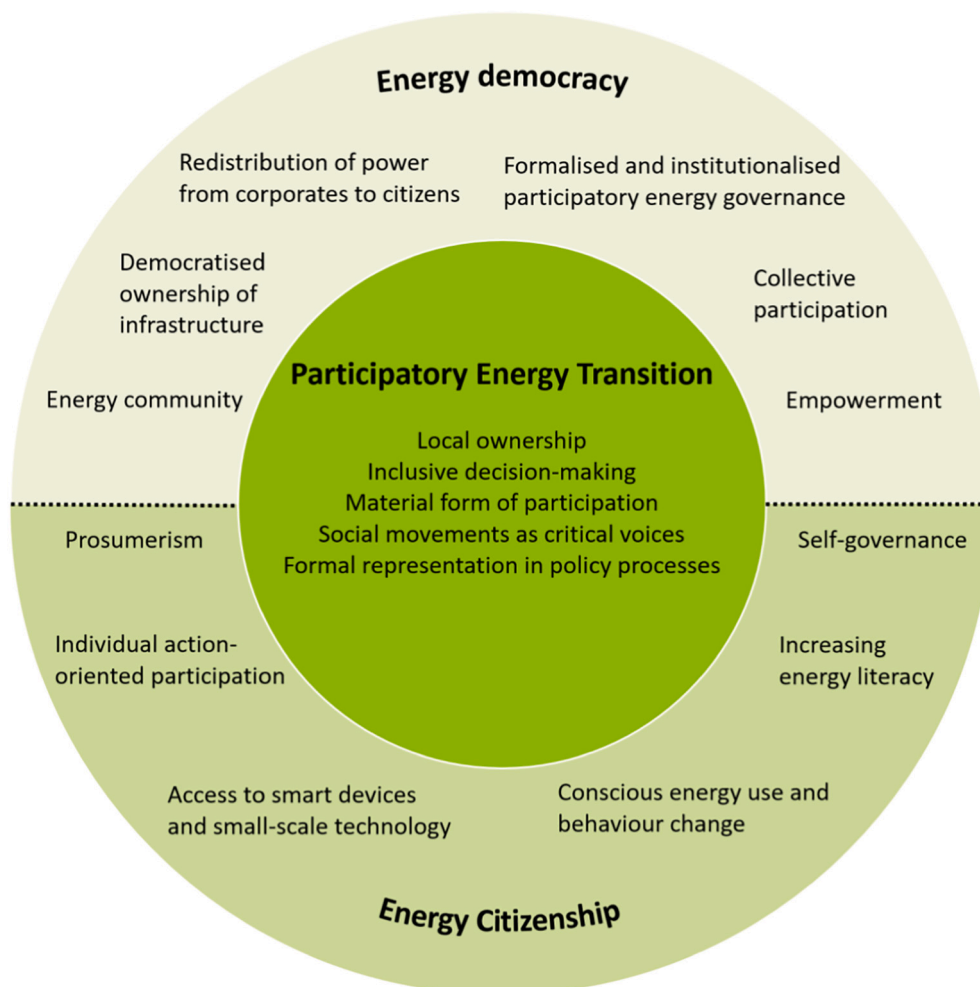 Energy democracy
Redistribution of power
from corporates to citizens
Formalised and institutionalised
participatory energy governance
Democratised
ownership of
infrastructure
Collective
participation
Energy community
Empowerment
Participatory Energy Transition
Local ownership
Inclusive decision-making
Material form of participation
Social movements as critical voices
Formal representation in policy processes
Prosumerism
Self-governance
Individual action-
oriented participation
Increasing
energy literacy
Access to smart devices
and small-scale technology
Conscious energy use and
behaviour change
Energy Citizenship